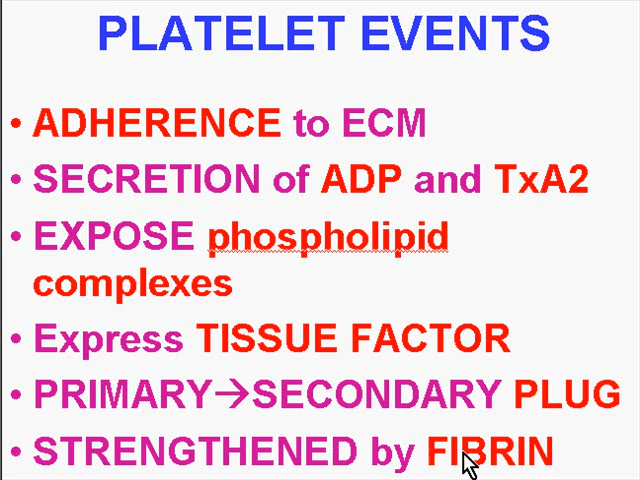 PLATELET EVENTS
• ADHERENCE to ECM
• SECRETION of ADP and TxA2
• EXPOSE phospholipid
complexes
• Express TISSUE FACTOR
• PRIMARY→SECONDARY PLUG
• STRENGTHENED by FIBRIN